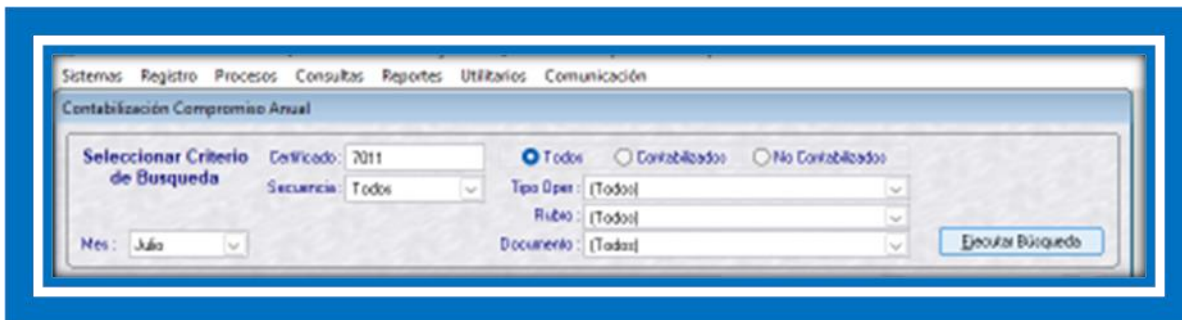 Sistemas Registro Procesos Consultas Reportes Utilitarios Comunicación
Contabilización Compromiso Anual
Seleccionar Criterio de Busqueda
Certificado: 7011
Todos Contabilizados No Contabilizados
Secuencia: Todos
Tipo Oper: (Todos)
Rubro: (Todos)
Mes: Julio
Documento: (Todos)
Ejecutar Búsqueda